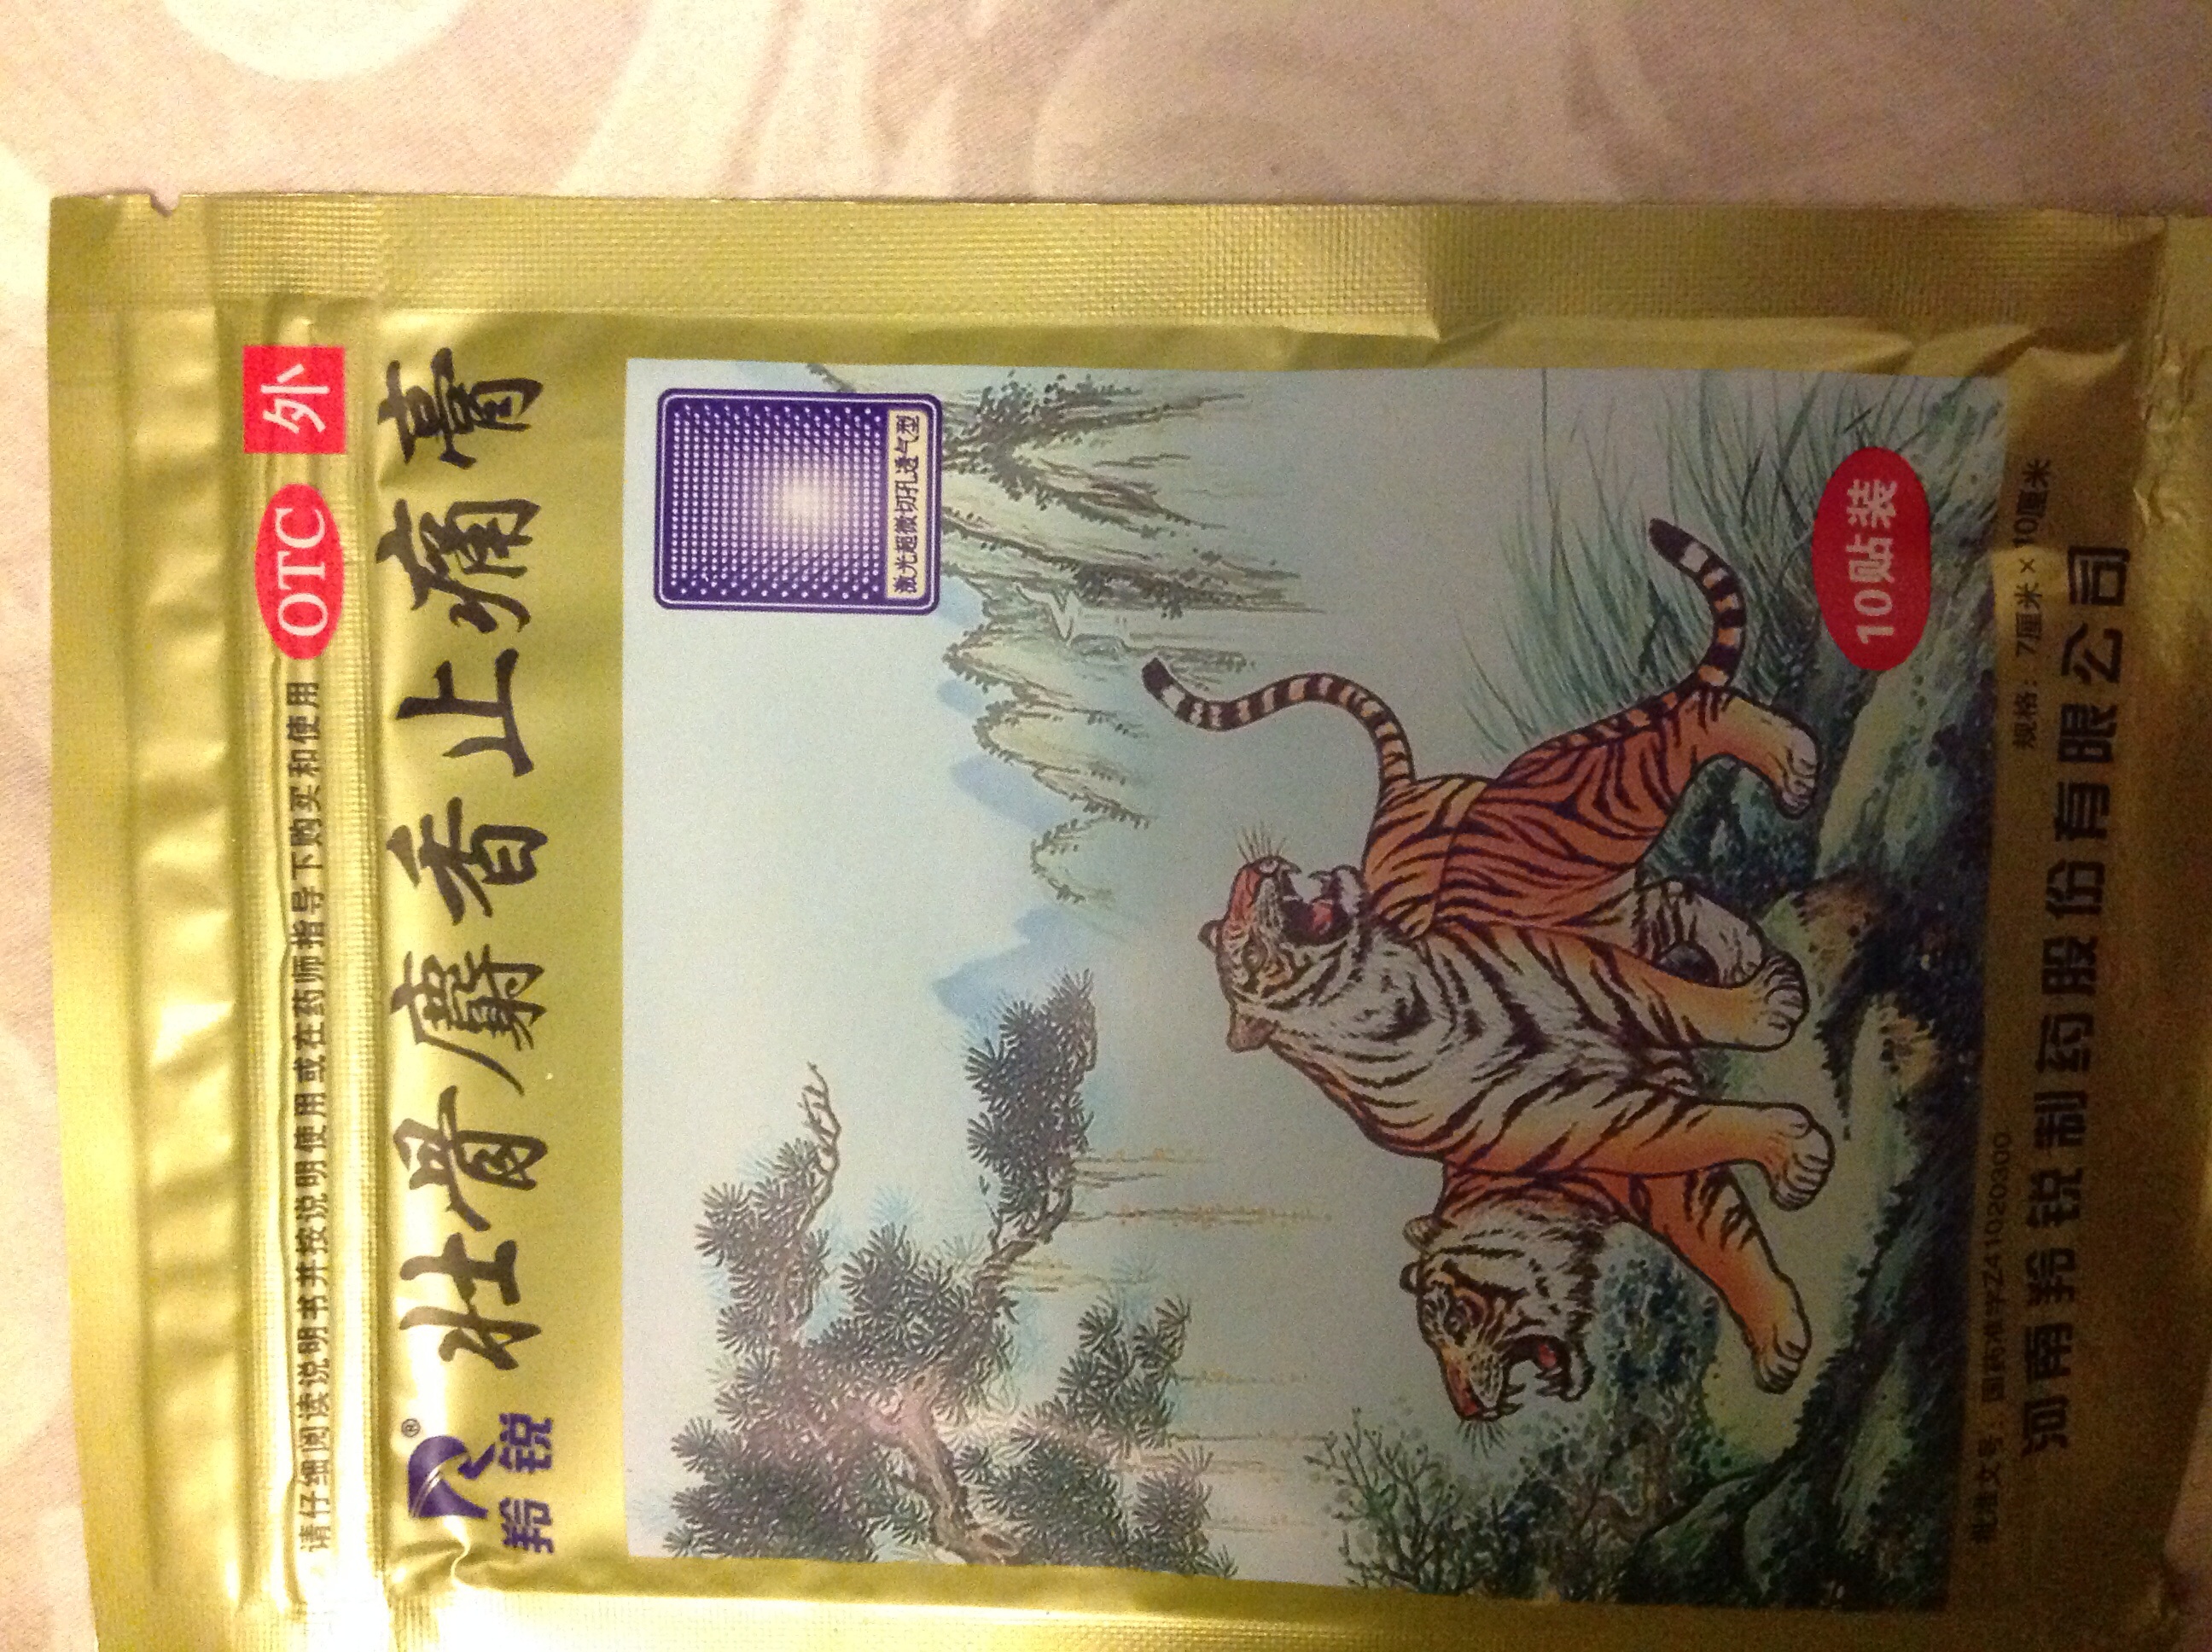 请仔细阅读说明书并按说明使用或在药师指导下购买和使用
OTC
外
®
羚锐
壮骨麝香止痛膏
激光超微切孔透气型
10贴装
批准文号:国药准字Z41020900
规格:7厘米×10厘米
河南羚锐制药股份有限公司